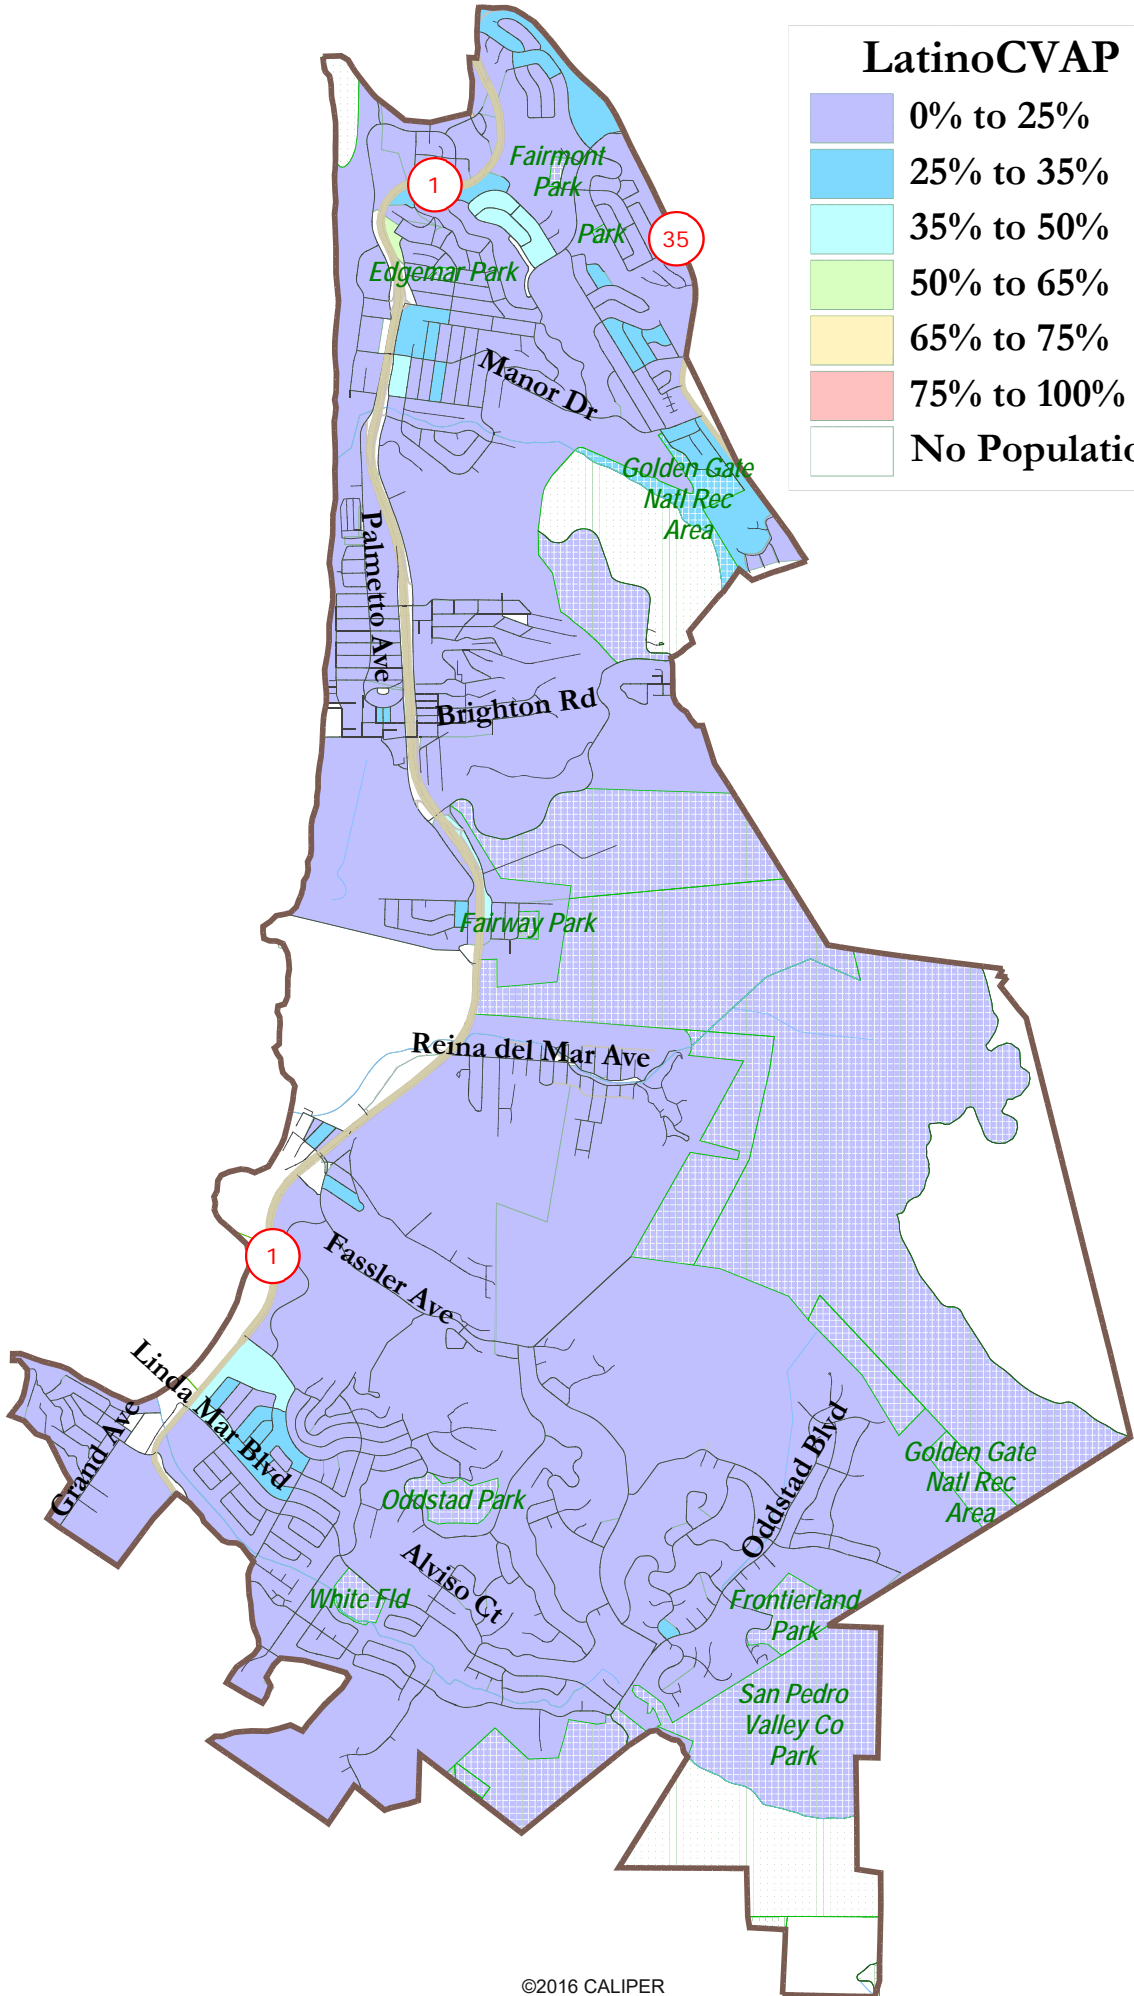 LatinoCVAP
0% to 25%
25% to 35%
35% to 50%
50% to 65%
65% to 75%
75% to 100%
No Populatio
Fairmont
Park
1
Park
35
Edgemar Park
Manor Dr
Golden Gate
Natl Rec
Area
Palmetto Ave
Brighton Rd
Fairway Park
Reina del Mar Ave
1
Fassler Ave
Linda Mar Blvd
Grand Ave
Oddstad Blvd
Golden Gate
Natl Rec
Area
Oddstad Park
Alviso Ct
White Fld
Frontierland
Park
San Pedro
Valley Co
Park
©2016 CALIPER